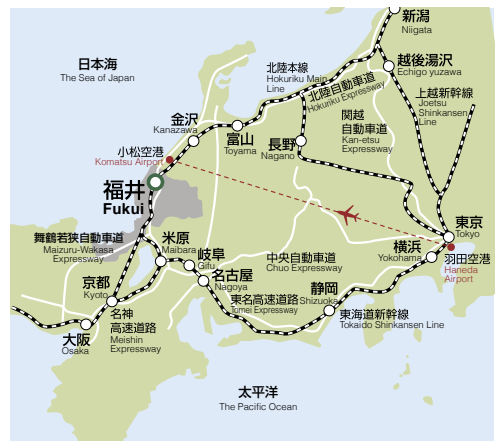 新潟
Niigata
日本海
The Sea of Japan
越後湯沢
Echigo yuzawa
北陸本線
Hokuriku Main
Line
北陸自動車道
Hokuriku Expressway
上越新幹線
Joetsu
Shinkansen
Line
金沢
Kanazawa
富山
Toyama
関越
自動車道
Kan-etsu
Expressway
長野
Nagano
小松空港
Komatsu Airport
福井
Fukui
東京
Tokyo
舞鶴若狭自動車道
Maizuru-Wakasa
Expressway
米原
Maibara
岐阜
Gifu
中央自動車道
Chuo Expressway
横浜
Yokohama
羽田空港
Haneda
Airport
京都
Kyoto
名古屋
Nagoya
静岡
Shizuoka
東名高速道路
Tomei Expressway
名神
高速道路
Meishin
Expressway
東海道新幹線
Tokaido Shinkansen Line
大阪
Osaka
太平洋
The Pacific Ocean